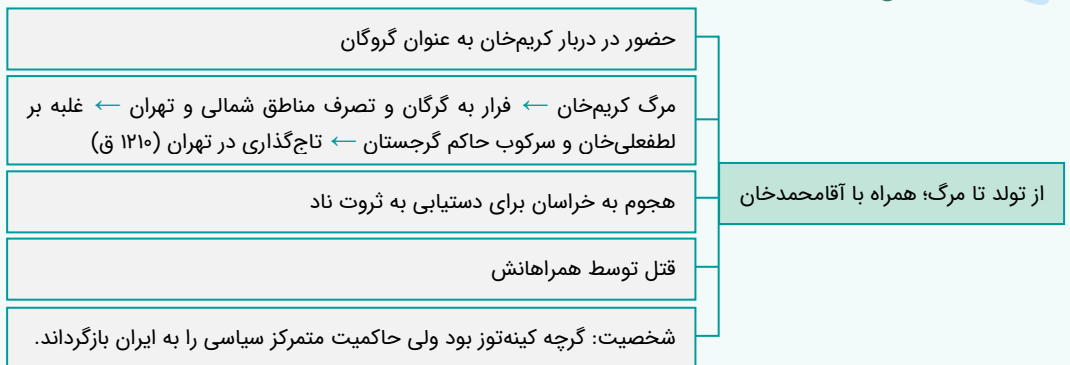 از تولد تا مرگ؛ همراه با آقامحمدخان
حضور در دربار کریم‌خان به عنوان گروگان
مرگ کریم‌خان ← فرار به گرگان و تصرف مناطق شمالی و تهران ← غلبه بر
لطفعلی‌خان و سرکوب حاکم گرجستان ← تاج‌گذاری در تهران (۱۲۱۰ ق)
هجوم به خراسان برای دستیابی به ثروت ناد
قتل توسط همراهانش
شخصیت: گرچه کینه‌توز بود ولی حاکمیت متمرکز سیاسی را به ایران بازگرداند.